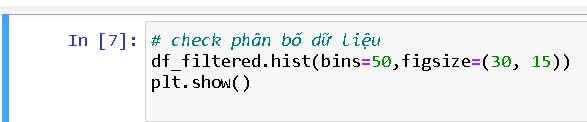 In [7]:
# check phân bố dữ liệu
df_filtered.hist(bins=50,figsize=(30, 15))
plt.show()